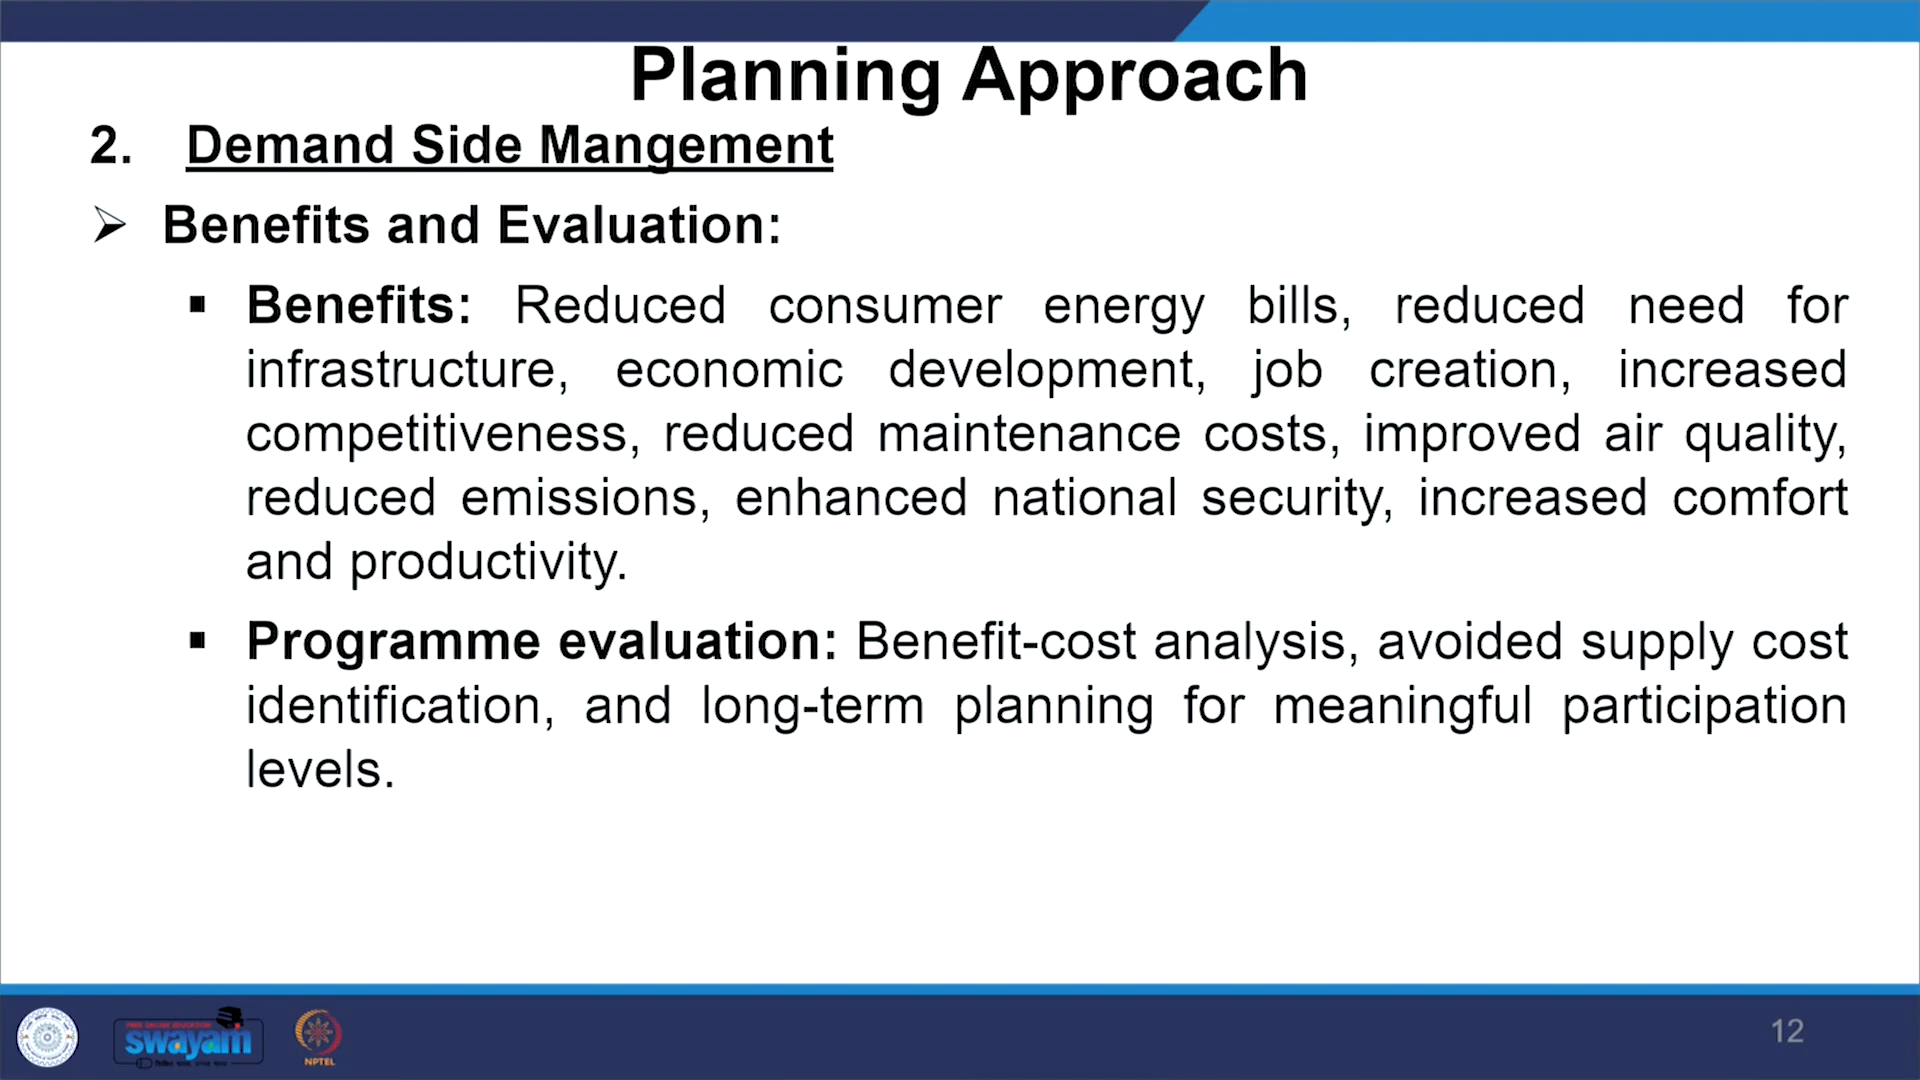 Planning Approach
2. Demand Side Mangement
➢ Benefits and Evaluation:
▪ Benefits: Reduced consumer energy bills, reduced need for
infrastructure, economic development, job creation, increased
competitiveness, reduced maintenance costs, improved air quality,
reduced emissions, enhanced national security, increased comfort
and productivity.
▪ Programme evaluation: Benefit-cost analysis, avoided supply cost
identification, and long-term planning for meaningful participation
levels.
FREE ONLINE EDUCATION
swayam
NPTEL
12